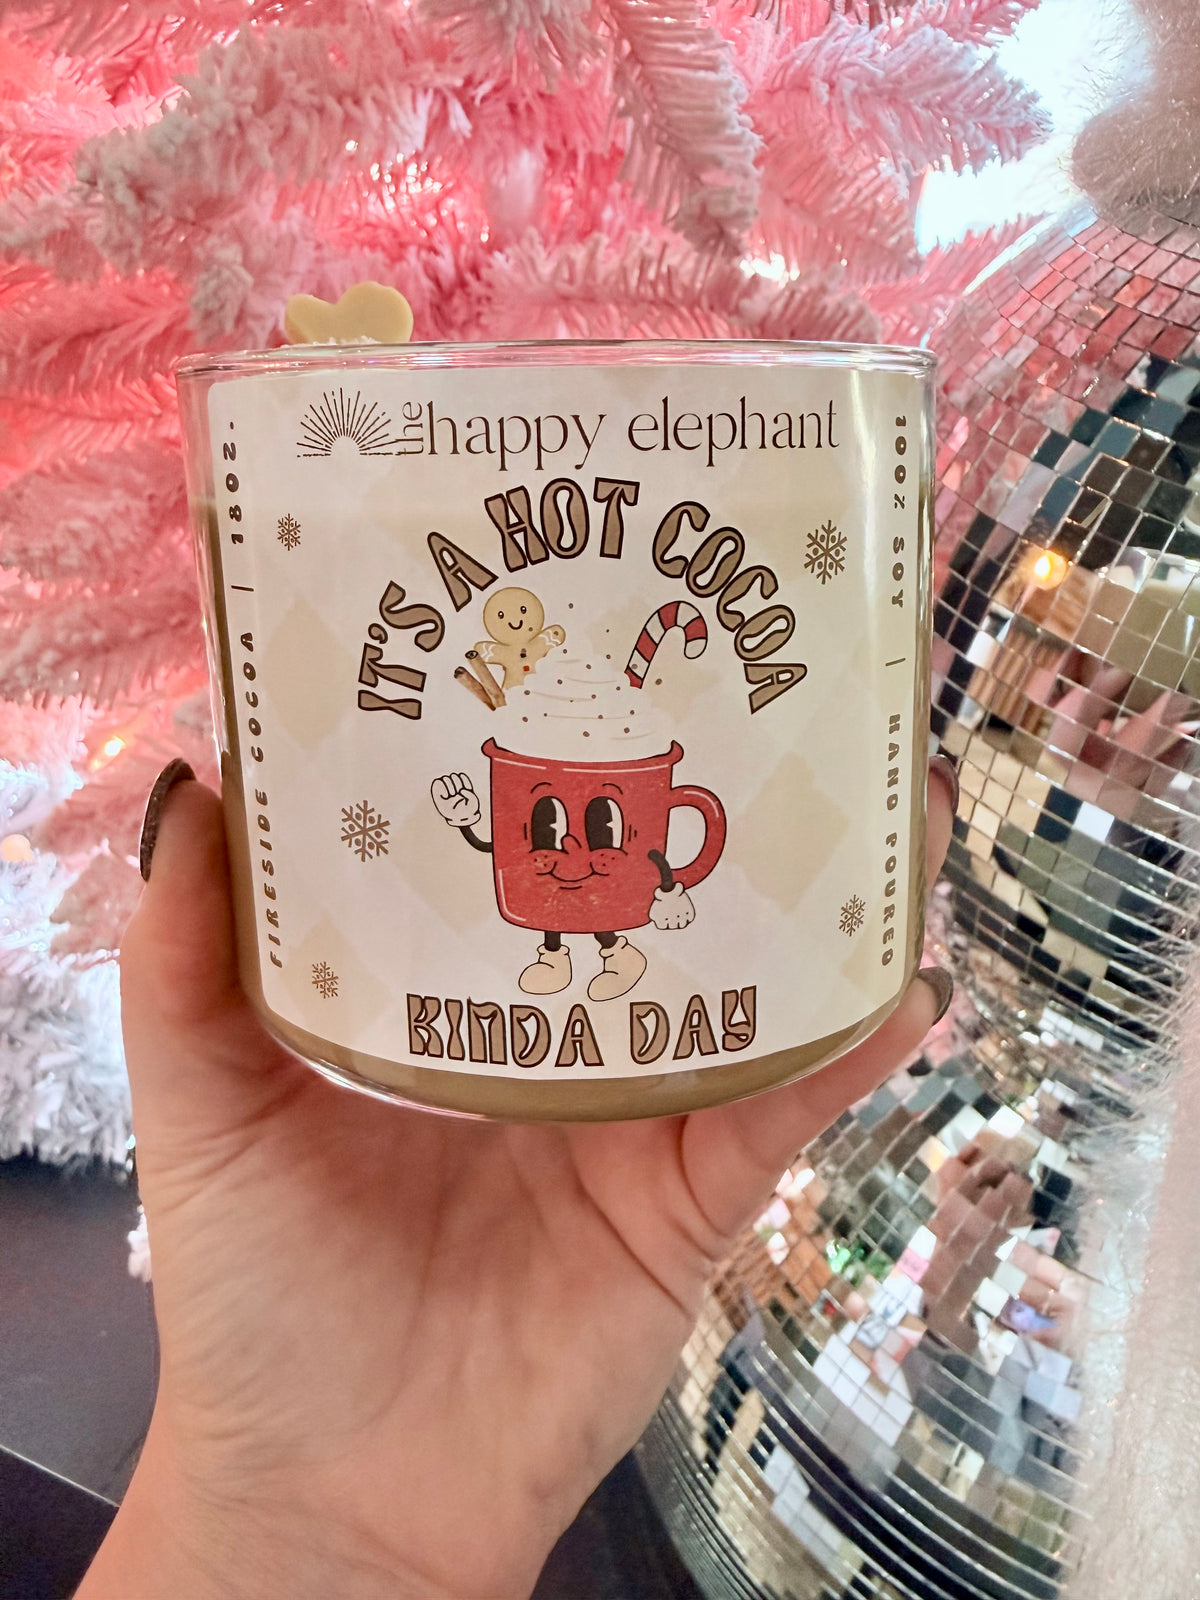 the happy elephant
IT'S A HOT COCOA
KINDA DAY
FIRESIDE COCOA | 18OZ.
100% SOY | HAND POURED